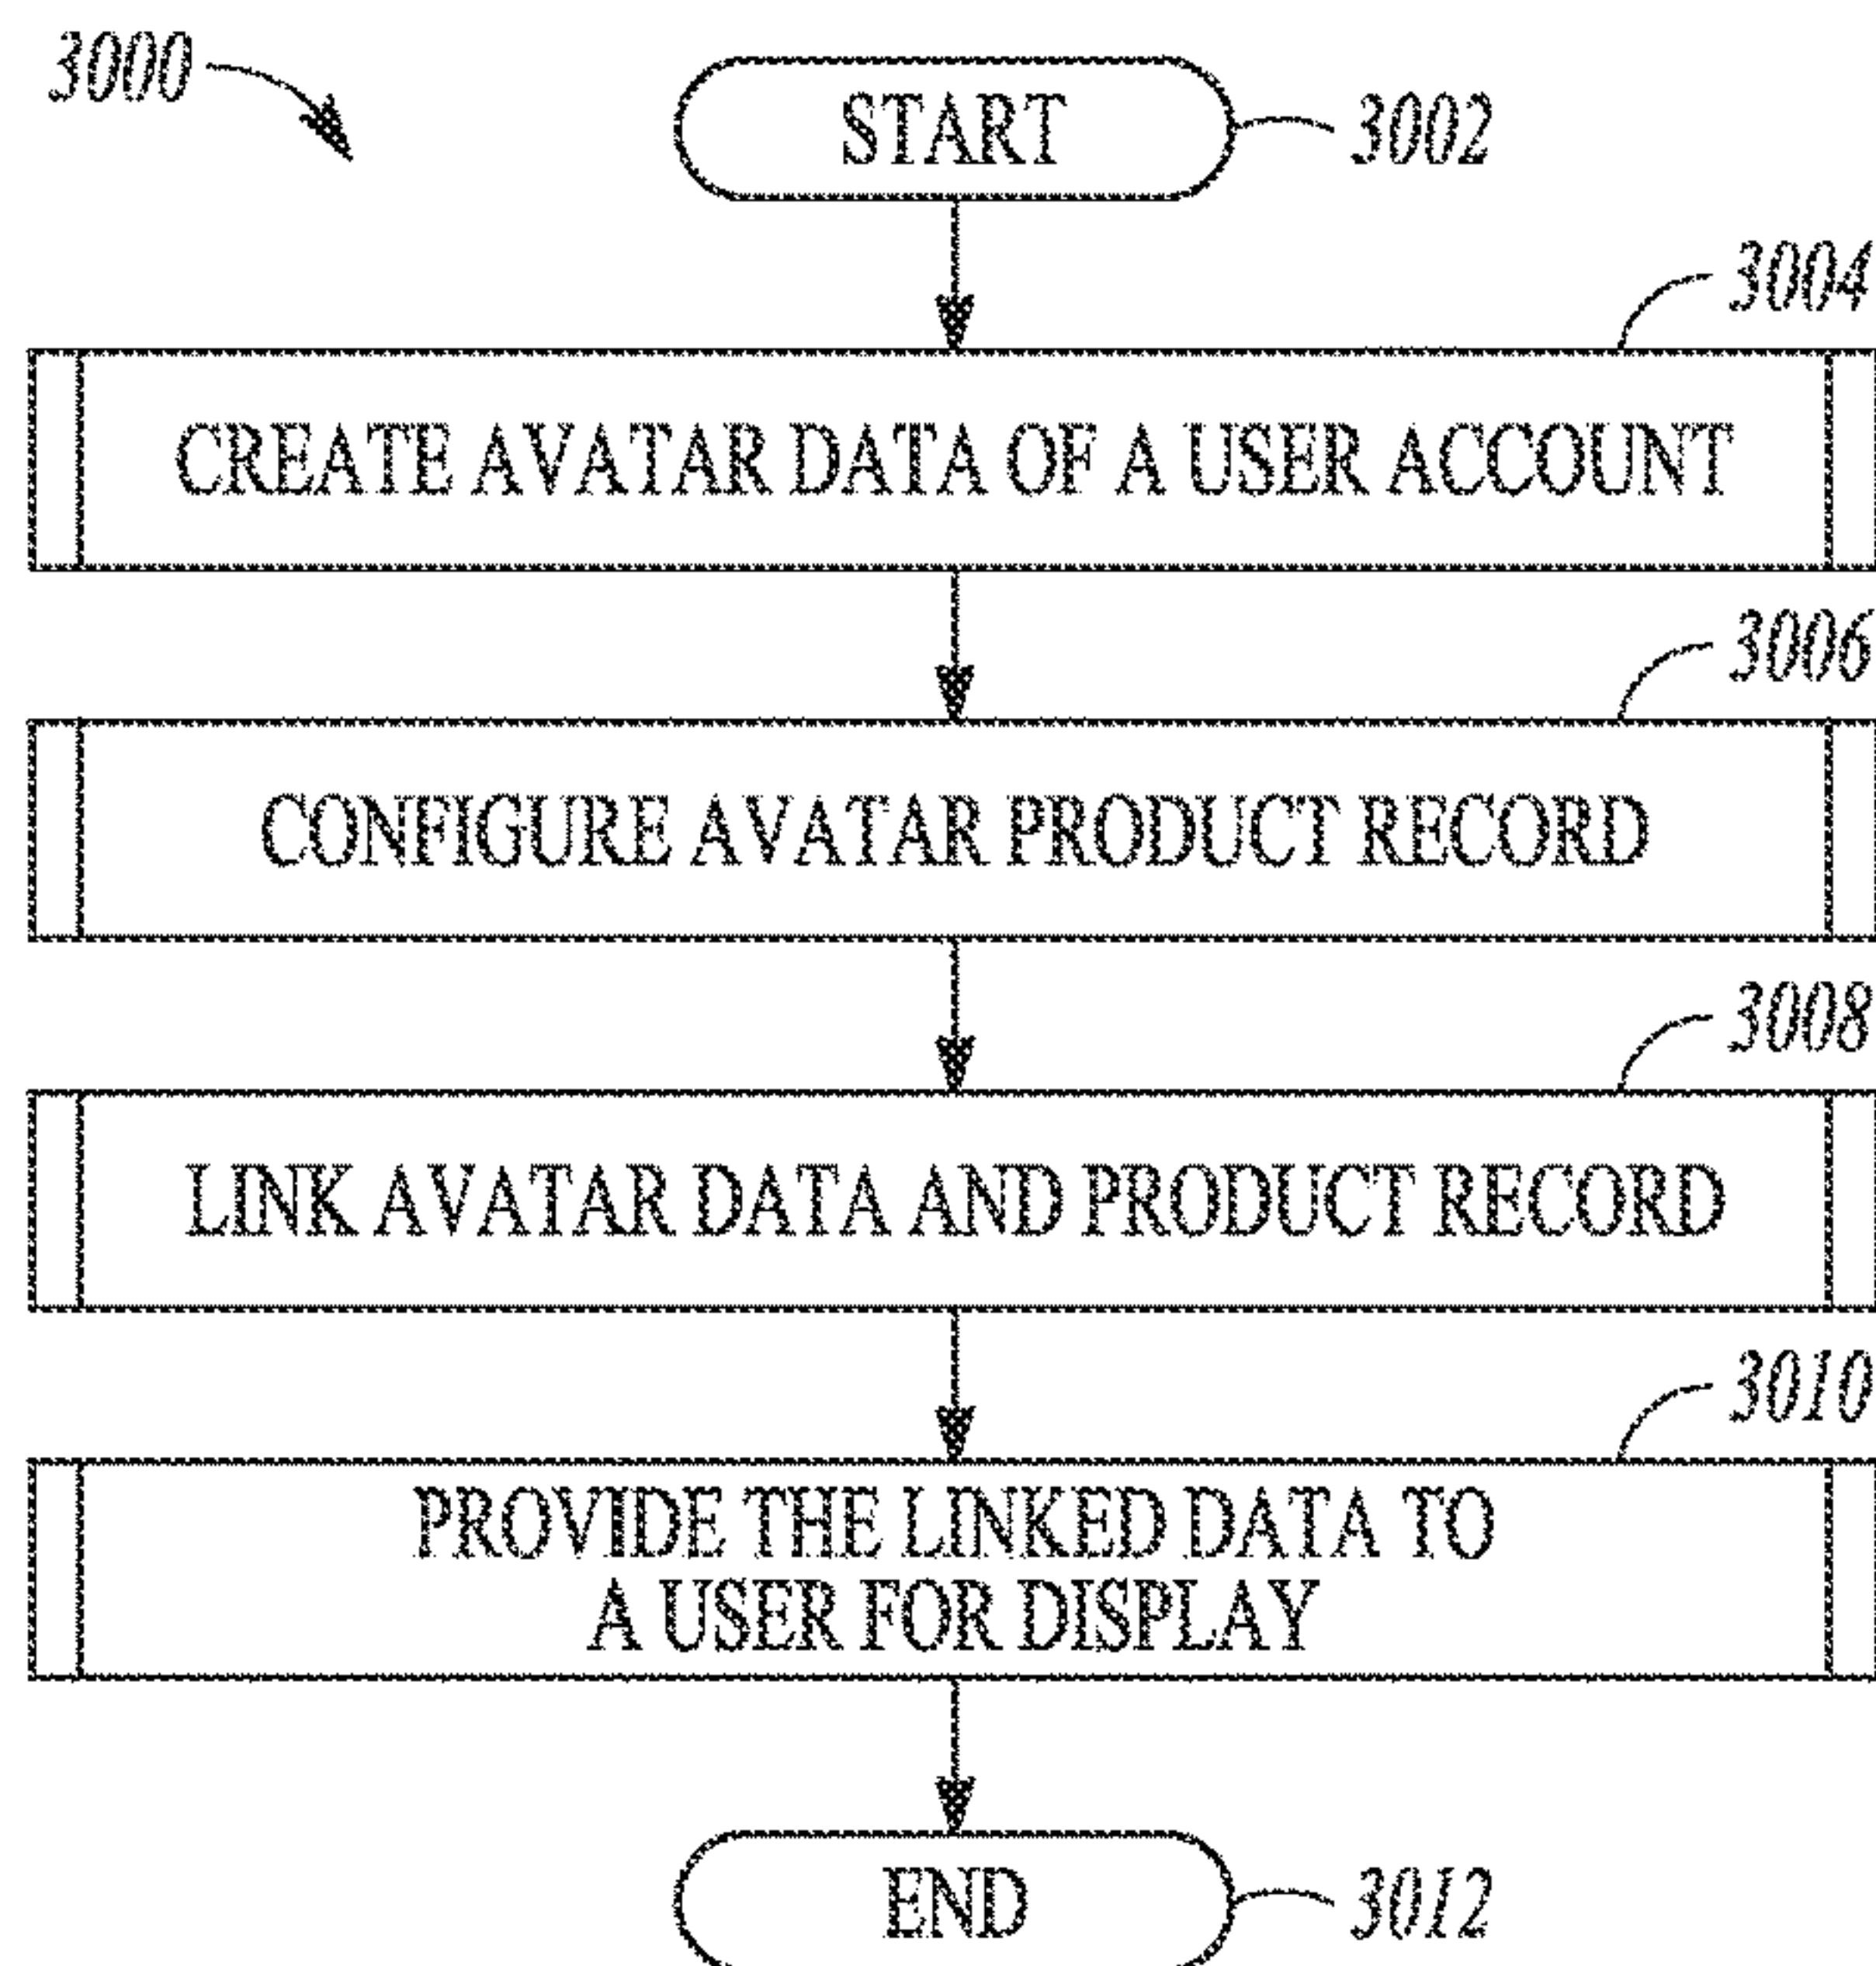 3000
START
3002
3004
CREATE AVATAR DATA OF A USER ACCOUNT
3006
CONFIGURE AVATAR PRODUCT RECORD
3008
LINK AVATAR DATA AND PRODUCT RECORD
3010
PROVIDE THE LINKED DATA TO
A USER FOR DISPLAY
END
3012